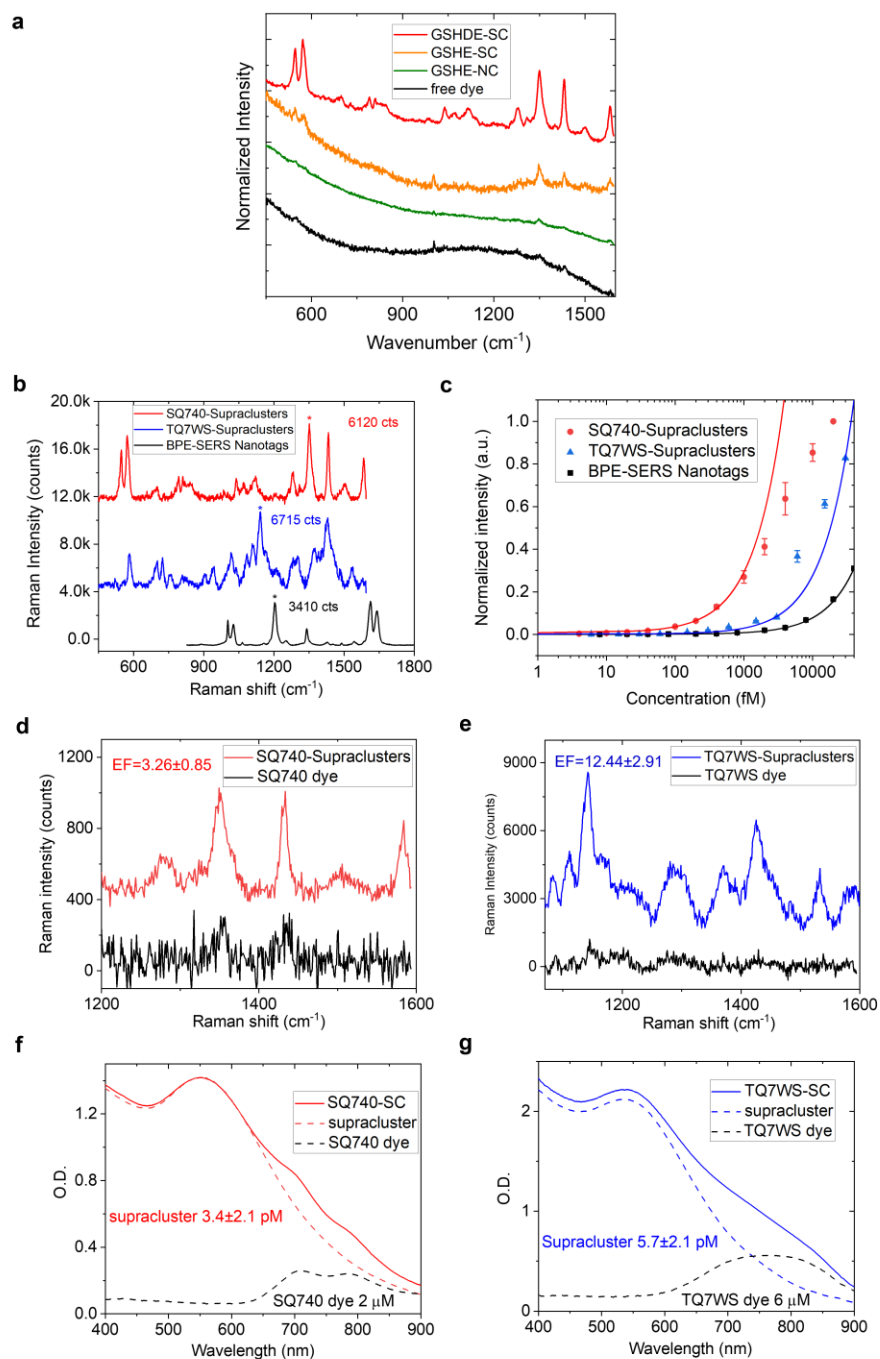 a
GSHDE-SC
GSHE-SC
GSHE-NC
free dye
Normalized Intensity
600 900 1200 1500
Wavenumber (cm⁻¹)
b
20.0k
16.0k
12.0k
8.0k
4.0k
0.0
Raman Intensity (counts)
SQ740-Supraclusters
TQ7WS-Supraclusters
BPE-SERS Nanotags
* 6120 cts
* 6715 cts
* 3410 cts
600 900 1200 1500 1800
Raman shift (cm⁻¹)
c
1.0
0.8
0.6
0.4
0.2
0.0
Normalized intensity (a.u.)
SQ740-Supraclusters
TQ7WS-Supraclusters
BPE-SERS Nanotags
1 10 100 1000 10000
Concentration (fM)
d
1200
800
400
0
Raman intensity (counts)
EF=3.26±0.85
SQ740-Supraclusters
SQ740 dye
1200 1400 1600
Raman shift (cm⁻¹)
e
9000
6000
3000
0
Raman Intensity (counts)
EF=12.44±2.91
TQ7WS-Supraclusters
TQ7WS dye
1200 1400 1600
Raman shift (cm⁻¹)
f
1.2
0.8
0.4
0.0
O.D.
SQ740-SC
supracluster
SQ740 dye
supracluster 3.4±2.1 pM
SQ740 dye 2 μM
400 500 600 700 800 900
Wavelength (nm)
g
2
1
0
O.D.
TQ7WS-SC
supracluster
TQ7WS dye
Supracluster 5.7±2.1 pM
TQ7WS dye 6 μM
400 500 600 700 800 900
Wavelength (nm)